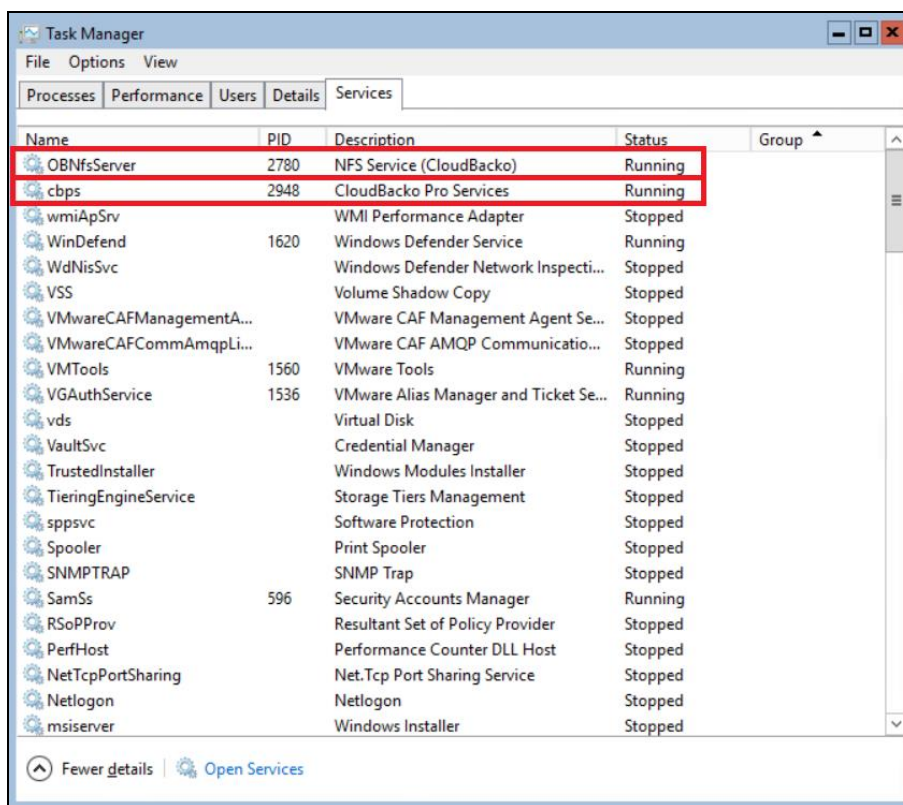 Task Manager
File Options View
Processes Performance Users Details Services
Name PID Description Status Group
OBNfsServer 2780 NFS Service (CloudBacko) Running
cbps 2948 CloudBacko Pro Services Running
wmiApSrv WMI Performance Adapter Stopped
WinDefend 1620 Windows Defender Service Running
WdNisSvc Windows Defender Network Inspecti... Stopped
VSS Volume Shadow Copy Stopped
VMwareCAFManagementA... VMware CAF Management Agent Se... Stopped
VMwareCAFCommAmqpLi... VMware CAF AMQP Communicatio... Stopped
VMTools 1560 VMware Tools Running
VGAuthService 1536 VMware Alias Manager and Ticket Se... Running
vds Virtual Disk Stopped
VaultSvc Credential Manager Stopped
TrustedInstaller Windows Modules Installer Stopped
TieringEngineService Storage Tiers Management Stopped
sppsvc Software Protection Stopped
Spooler Print Spooler Stopped
SNMPTRAP SNMP Trap Stopped
SamSs 596 Security Accounts Manager Running
RSoPProv Resultant Set of Policy Provider Stopped
PerfHost Performance Counter DLL Host Stopped
NetTcpPortSharing Net.Tcp Port Sharing Service Stopped
Netlogon Netlogon Stopped
msiserver Windows Installer Stopped
Fewer details Open Services